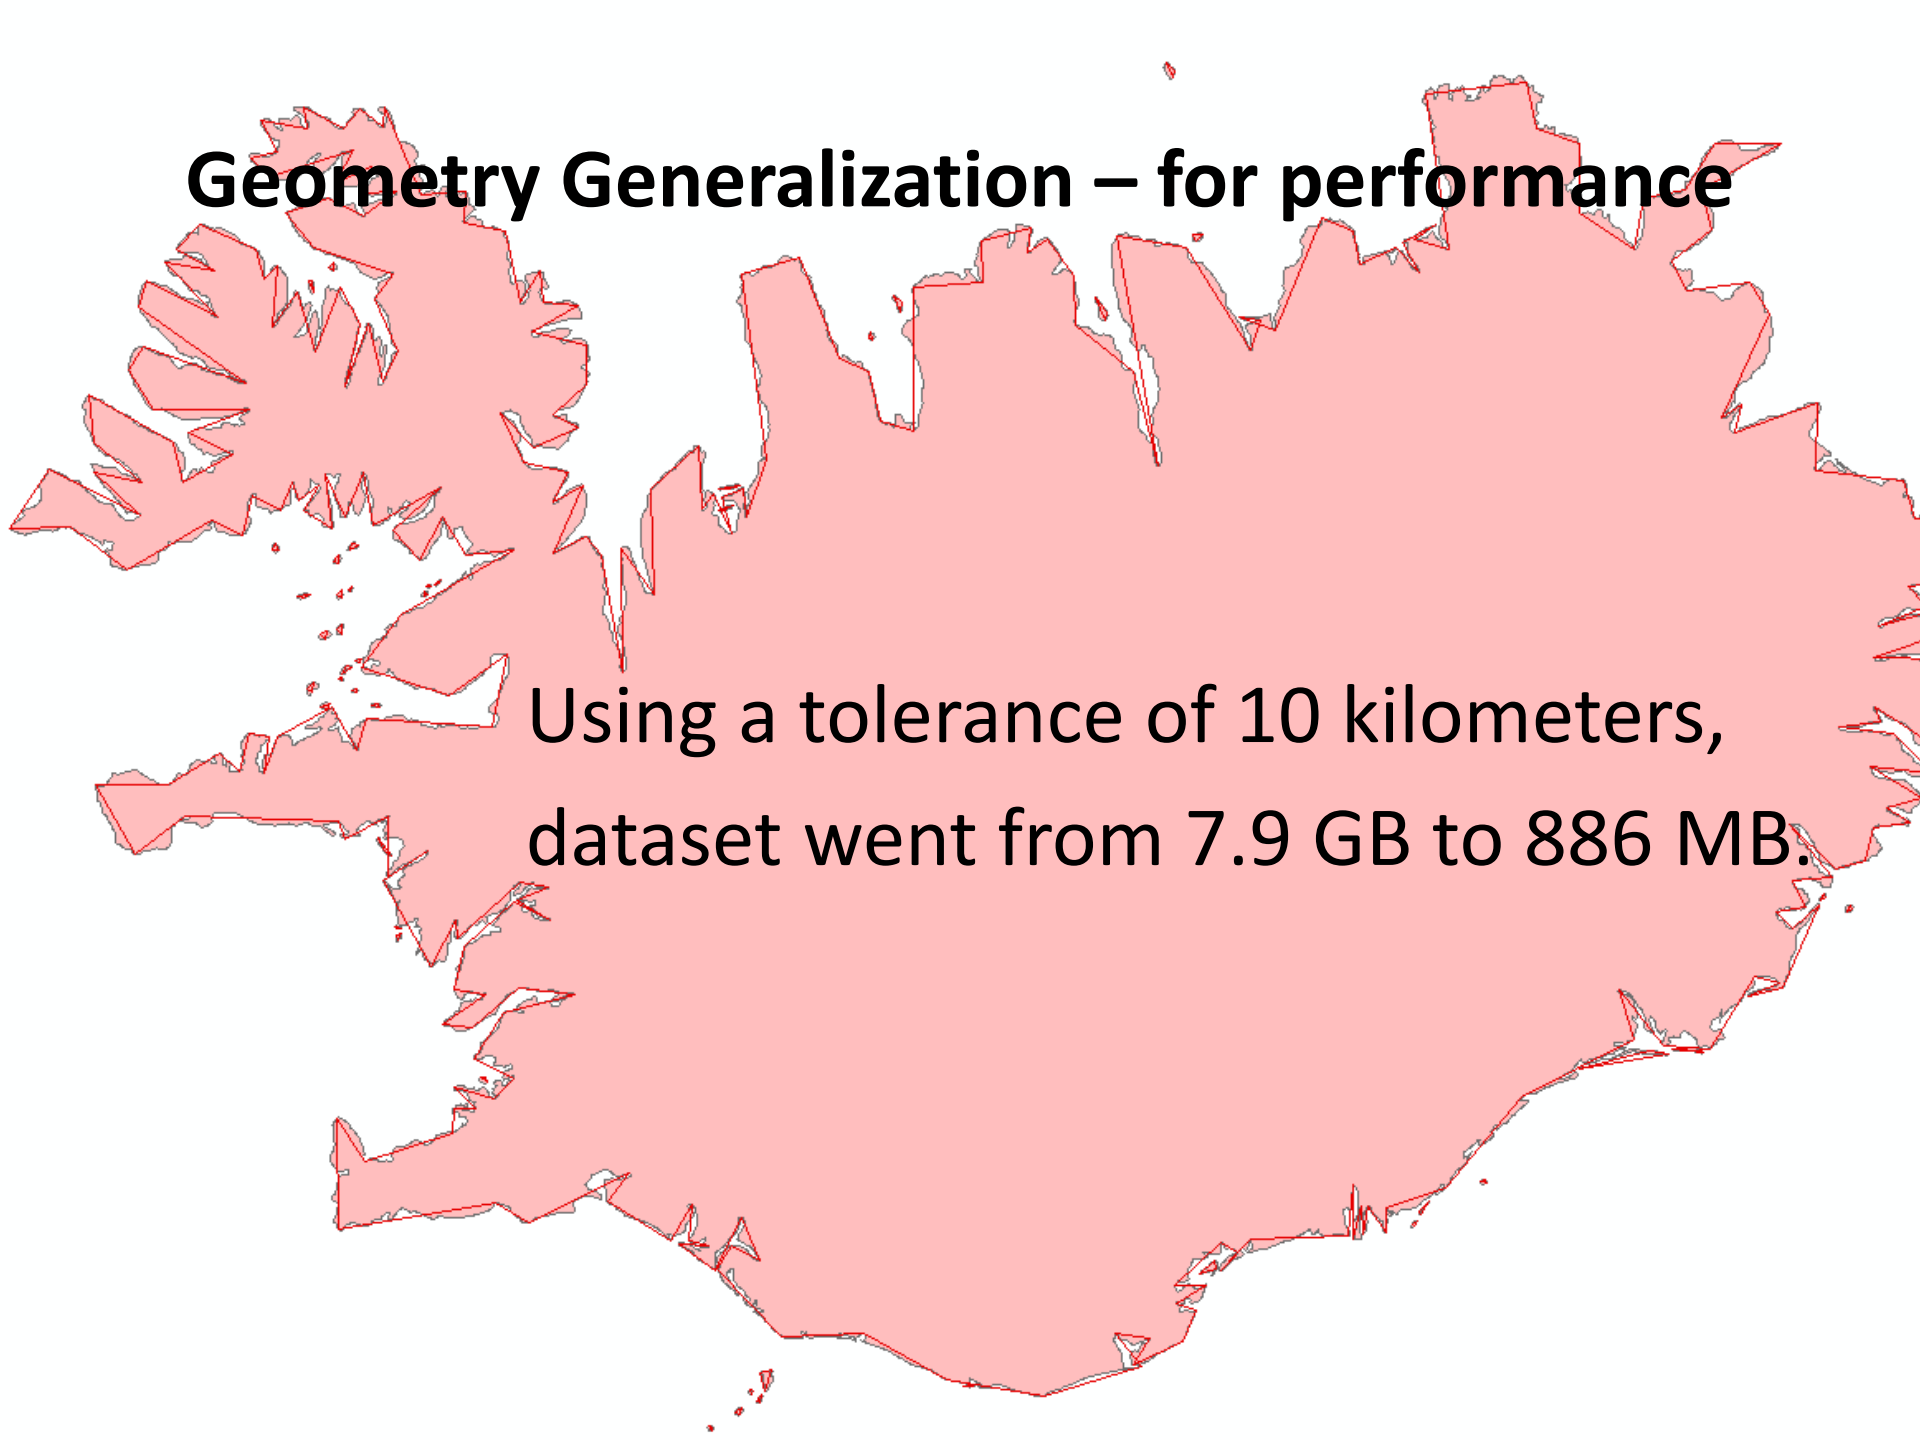 Geometry Generalization – for performance
Using a tolerance of 10 kilometers,
dataset went from 7.9 GB to 886 MB.